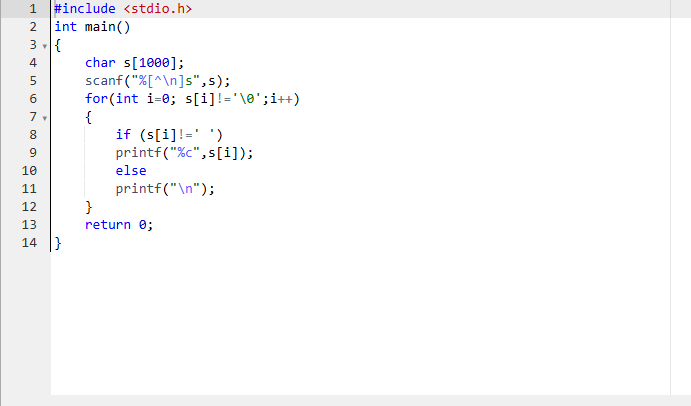 1 #include <stdio.h>
2 int main()
3 {
4     char s[1000];
5     scanf("%[^\n]s",s);
6     for(int i=0; s[i]!='\0';i++)
7     {
8         if (s[i]!=' ')
9         printf("%c",s[i]);
10         else
11         printf("\n");
12     }
13     return 0;
14 }